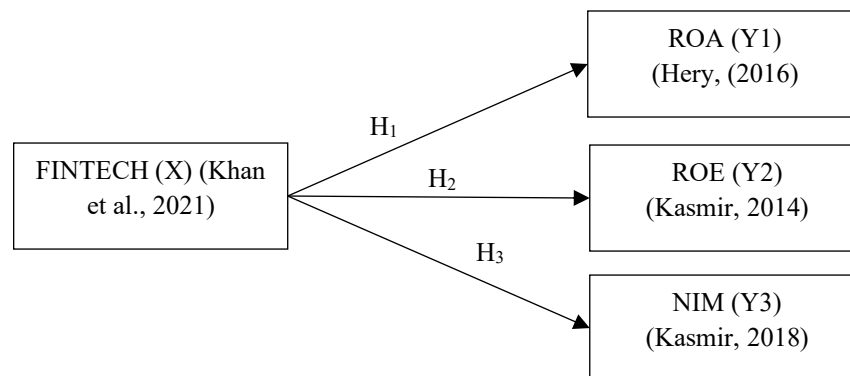 FINTECH (X) (Khan
et al., 2021)
H₁
H₂
H₃
ROA (Y1)
(Hery, (2016)
ROE (Y2)
(Kasmir, 2014)
NIM (Y3)
(Kasmir, 2018)